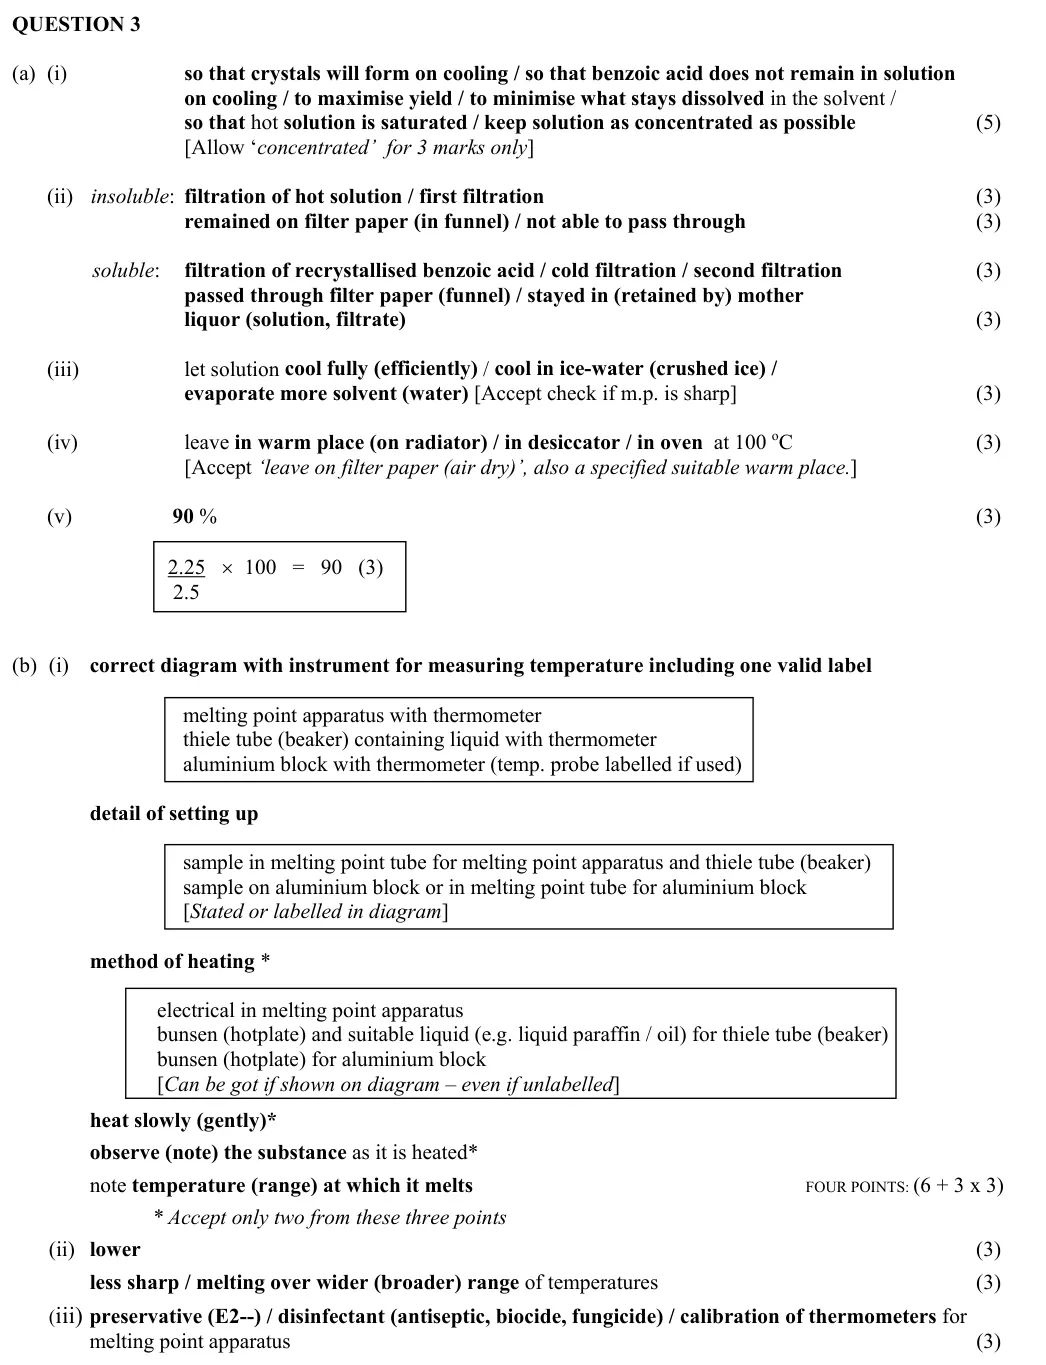 QUESTION 3
(a) (i) so that crystals will form on cooling / so that benzoic acid does not remain in solution
on cooling / to maximise yield / to minimise what stays dissolved in the solvent /
so that hot solution is saturated / keep solution as concentrated as possible (5)
[Allow ‘concentrated’ for 3 marks only]
(ii) insoluble: filtration of hot solution / first filtration (3)
remained on filter paper (in funnel) / not able to pass through (3)
soluble: filtration of recrystallised benzoic acid / cold filtration / second filtration (3)
passed through filter paper (funnel) / stayed in (retained by) mother
liquor (solution, filtrate) (3)
(iii) let solution cool fully (efficiently) / cool in ice-water (crushed ice) /
evaporate more solvent (water) [Accept check if m.p. is sharp] (3)
(iv) leave in warm place (on radiator) / in desiccator / in oven at 100 °C (3)
[Accept ‘leave on filter paper (air dry)’, also a specified suitable warm place.]
(v) 90 % (3)
2.25 × 100 = 90 (3)
2.5
(b) (i) correct diagram with instrument for measuring temperature including one valid label
melting point apparatus with thermometer
thiele tube (beaker) containing liquid with thermometer
aluminium block with thermometer (temp. probe labelled if used)
detail of setting up
sample in melting point tube for melting point apparatus and thiele tube (beaker)
sample on aluminium block or in melting point tube for aluminium block
[Stated or labelled in diagram]
method of heating *
electrical in melting point apparatus
bunsen (hotplate) and suitable liquid (e.g. liquid paraffin / oil) for thiele tube (beaker)
bunsen (hotplate) for aluminium block
[Can be got if shown on diagram – even if unlabelled]
heat slowly (gently)*
observe (note) the substance as it is heated*
note temperature (range) at which it melts FOUR POINTS: (6 + 3 x 3)
* Accept only two from these three points
(ii) lower (3)
less sharp / melting over wider (broader) range of temperatures (3)
(iii) preservative (E2--) / disinfectant (antiseptic, biocide, fungicide) / calibration of thermometers for
melting point apparatus (3)